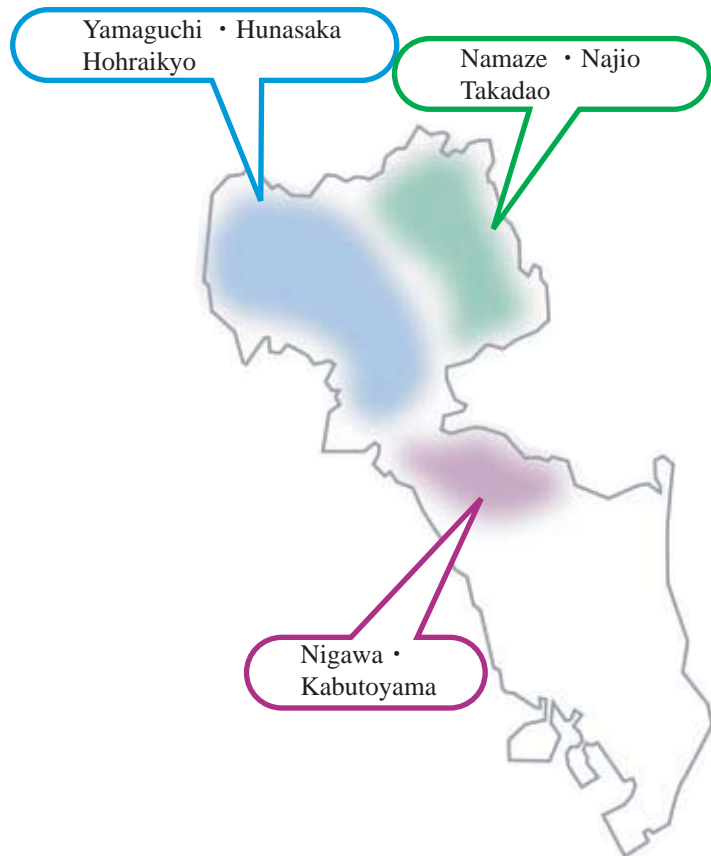 Yamaguchi ・Hunasaka
Hohraikyo
Namaze ・Najio
Takadao
Nigawa・
Kabutoyama